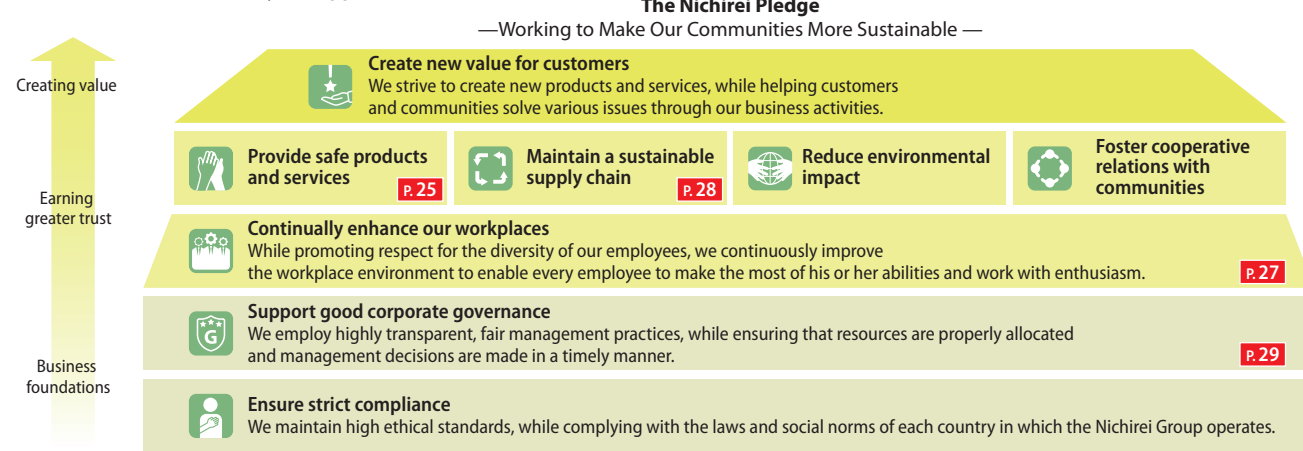 The Nichirei Pledge
—Working to Make Our Communities More Sustainable —
Creating value
Create new value for customers
We strive to create new products and services, while helping customers
and communities solve various issues through our business activities.
Earning
greater trust
Provide safe products
and services
P. 25
Maintain a sustainable
supply chain
P. 28
Reduce environmental
impact
Foster cooperative
relations with
communities
Continually enhance our workplaces
While promoting respect for the diversity of our employees, we continuously improve
the workplace environment to enable every employee to make the most of his or her abilities and work with enthusiasm.
P. 27
Business
foundations
G
Support good corporate governance
We employ highly transparent, fair management practices, while ensuring that resources are properly allocated
and management decisions are made in a timely manner.
P. 29
Ensure strict compliance
We maintain high ethical standards, while complying with the laws and social norms of each country in which the Nichirei Group operates.